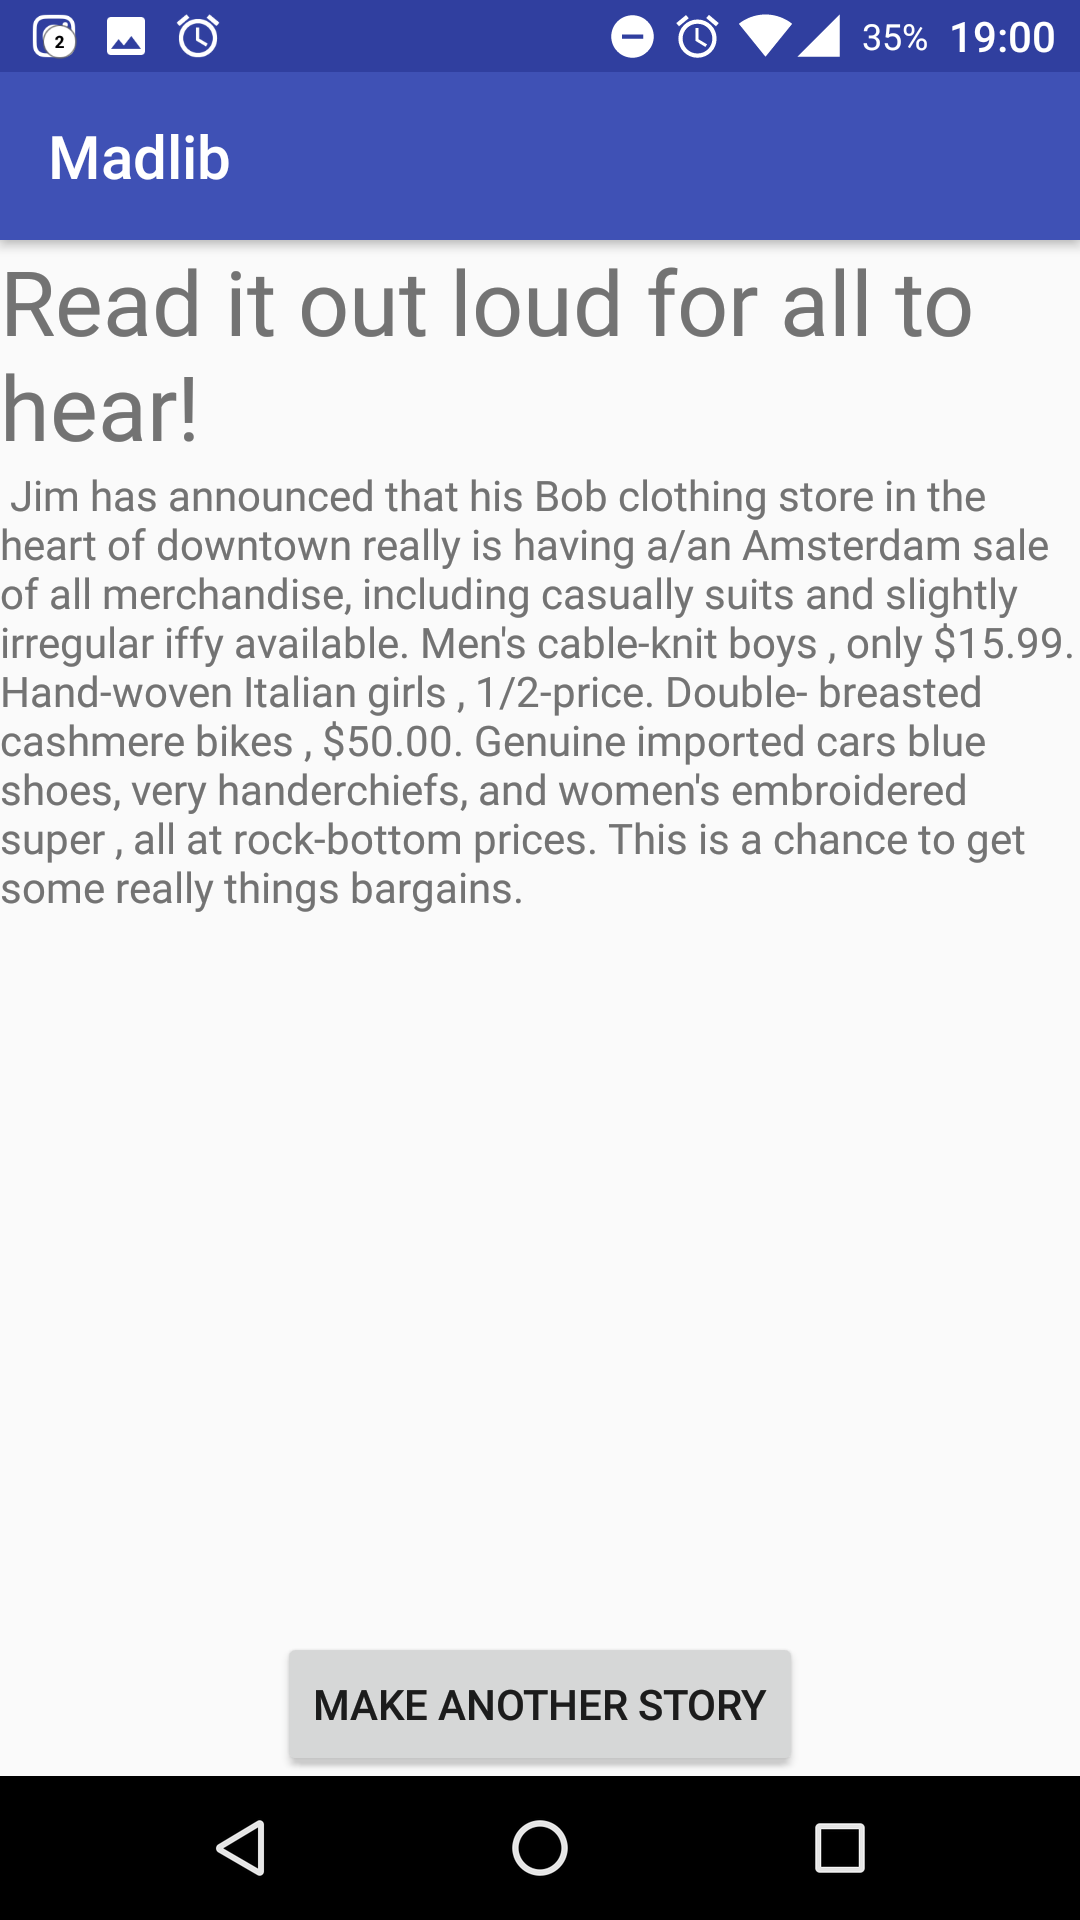 2 35% 19:00
Madlib
Read it out loud for all to
hear!
Jim has announced that his Bob clothing store in the
heart of downtown really is having a/an Amsterdam sale
of all merchandise, including casually suits and slightly
irregular iffy available. Men's cable-knit boys , only $15.99.
Hand-woven Italian girls , 1/2-price. Double- breasted
cashmere bikes , $50.00. Genuine imported cars blue
shoes, very handerchiefs, and women's embroidered
super , all at rock-bottom prices. This is a chance to get
some really things bargains.
MAKE ANOTHER STORY